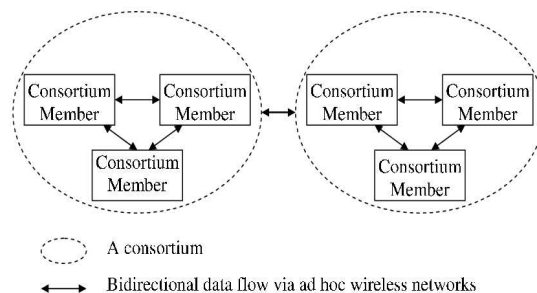 Consortium
Member
Consortium
Member
Consortium
Member
Consortium
Member
Consortium
Member
Consortium
Member
A consortium
Bidirectional data flow via ad hoc wireless networks